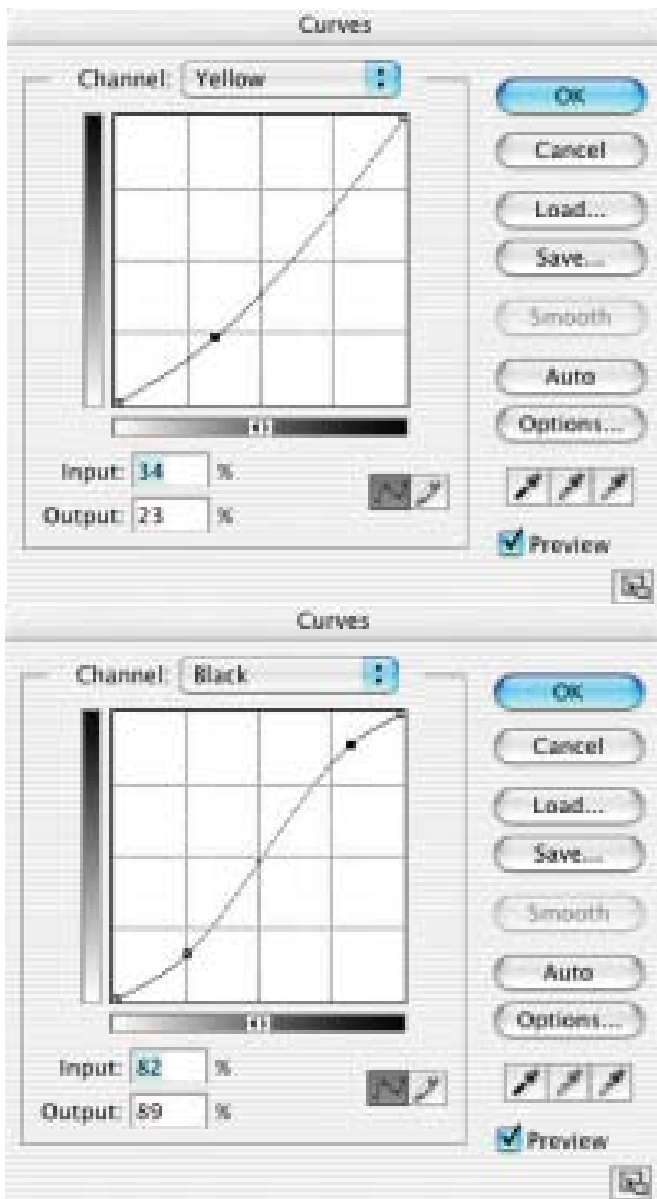 Curves
Channel: Yellow
OK
Cancel
Load...
Save...
Smooth
Auto
Options...
Input: 34 %
Output: 23 %
Preview
Curves
Channel: Black
OK
Cancel
Load...
Save...
Smooth
Auto
Options...
Input: 82 %
Output: 89 %
Preview